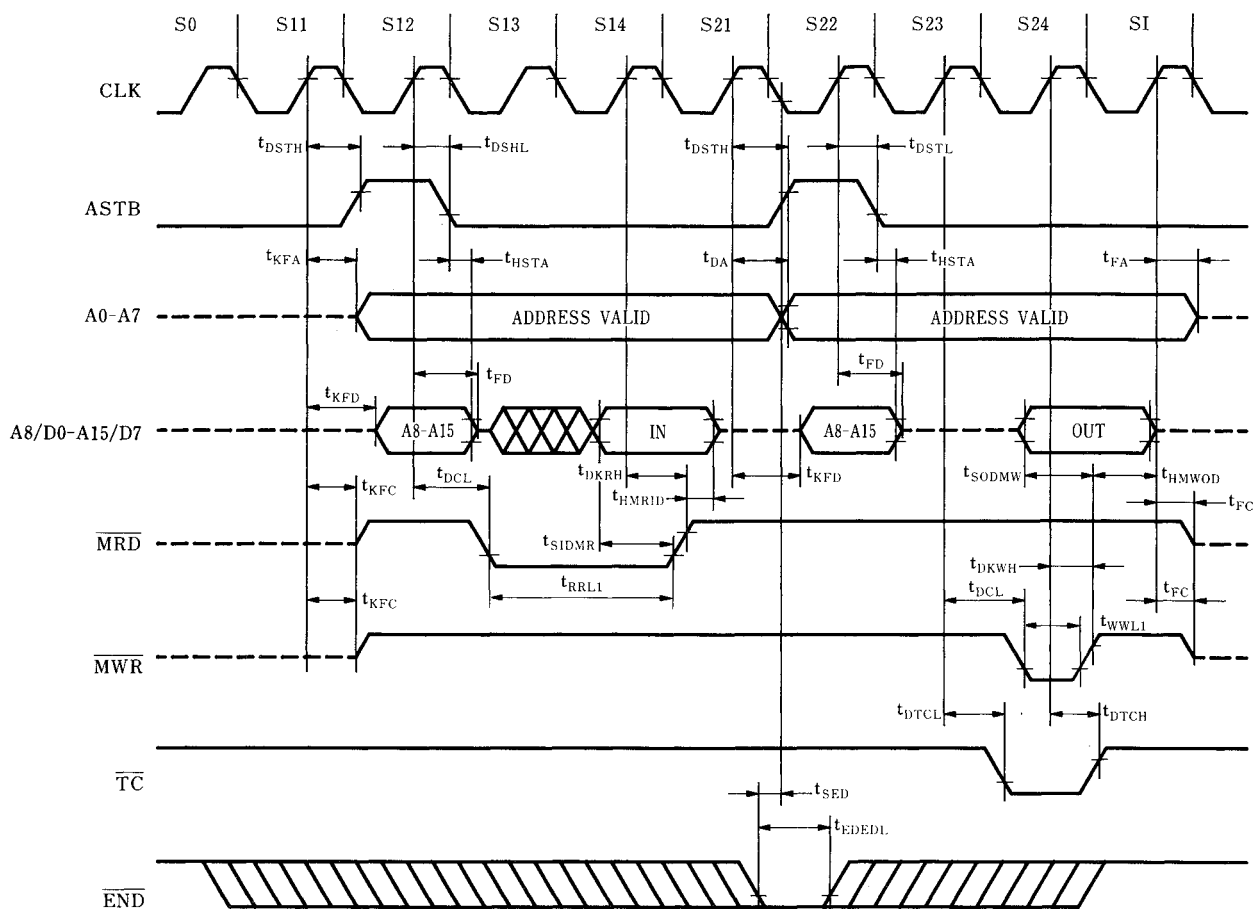 S0 S11 S12 S13 S14 S21 S22 S23 S24 SI
CLK
tDSTH tDSHL tDSTH tDSTL
ASTB
tKFA tHSTA tDA tHSTA tFA
A0-A7 ADDRESS VALID ADDRESS VALID
tFD tFD
tKFD
A8/D0-A15/D7 A8-A15 IN A8-A15 OUT
tDCL tDKRH tKFD tSODMW tHMWOD
tKFC tHMRID tFC
MRD
tSIDMR
tDKWH
tRRL1 tDCL tFC
tKFC
tWWL1
MWR
tDTCL tDTCH
TC
tSED
tEDEDL
END